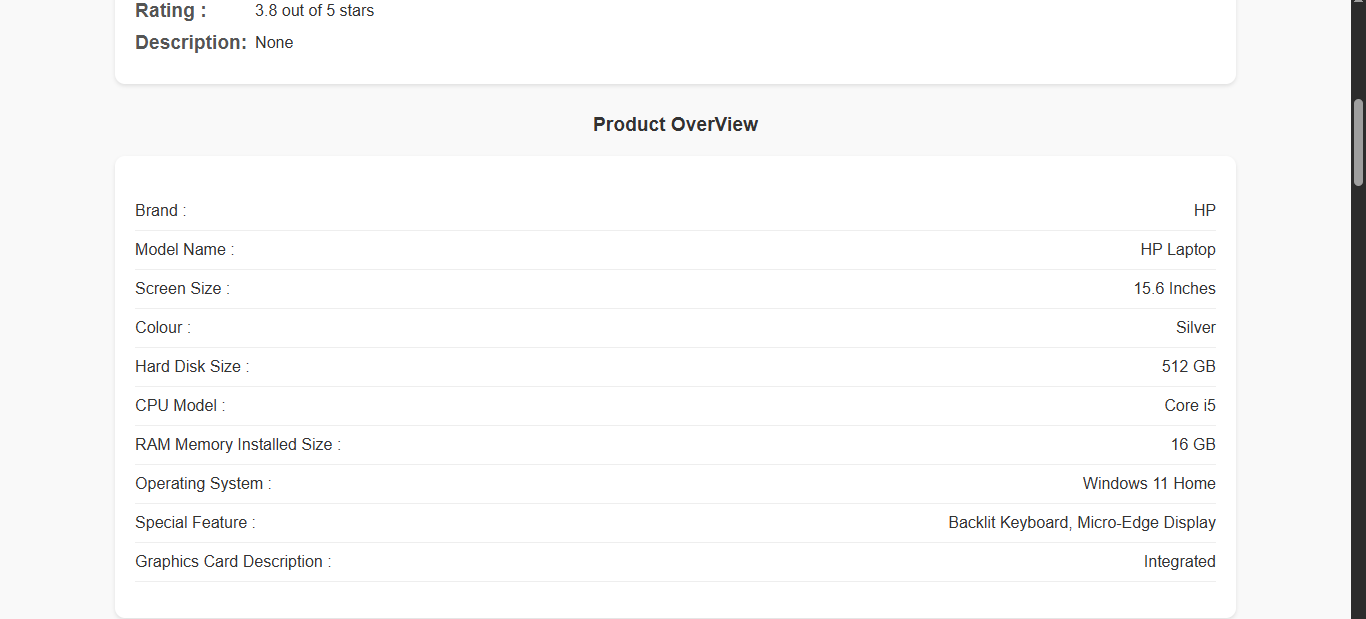 Rating : 3.8 out of 5 stars
Description: None
Product OverView
Brand : HP
Model Name : HP Laptop
Screen Size : 15.6 Inches
Colour : Silver
Hard Disk Size : 512 GB
CPU Model : Core i5
RAM Memory Installed Size : 16 GB
Operating System : Windows 11 Home
Special Feature : Backlit Keyboard, Micro-Edge Display
Graphics Card Description : Integrated